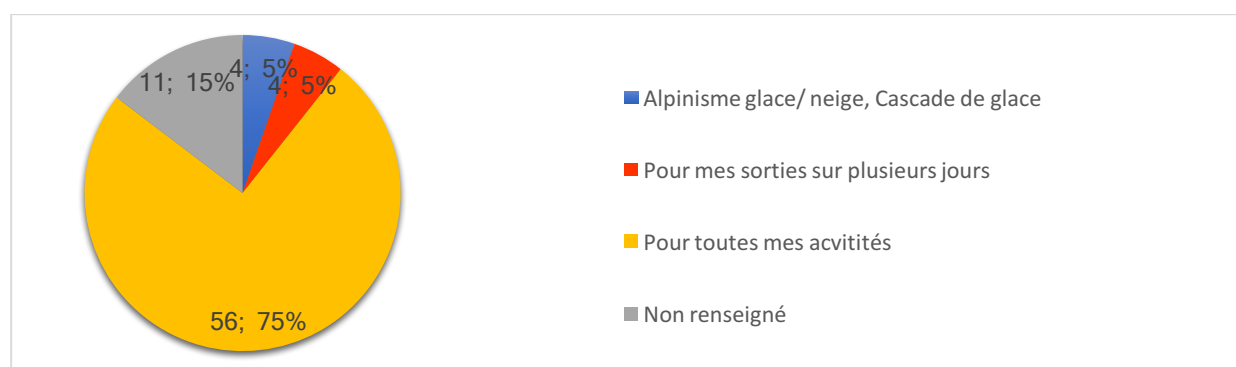 4; 5%
4; 5%
11; 15%
56; 75%
Alpinisme glace/ neige, Cascade de glace
Pour mes sorties sur plusieurs jours
Pour toutes mes acvitités
Non renseigné